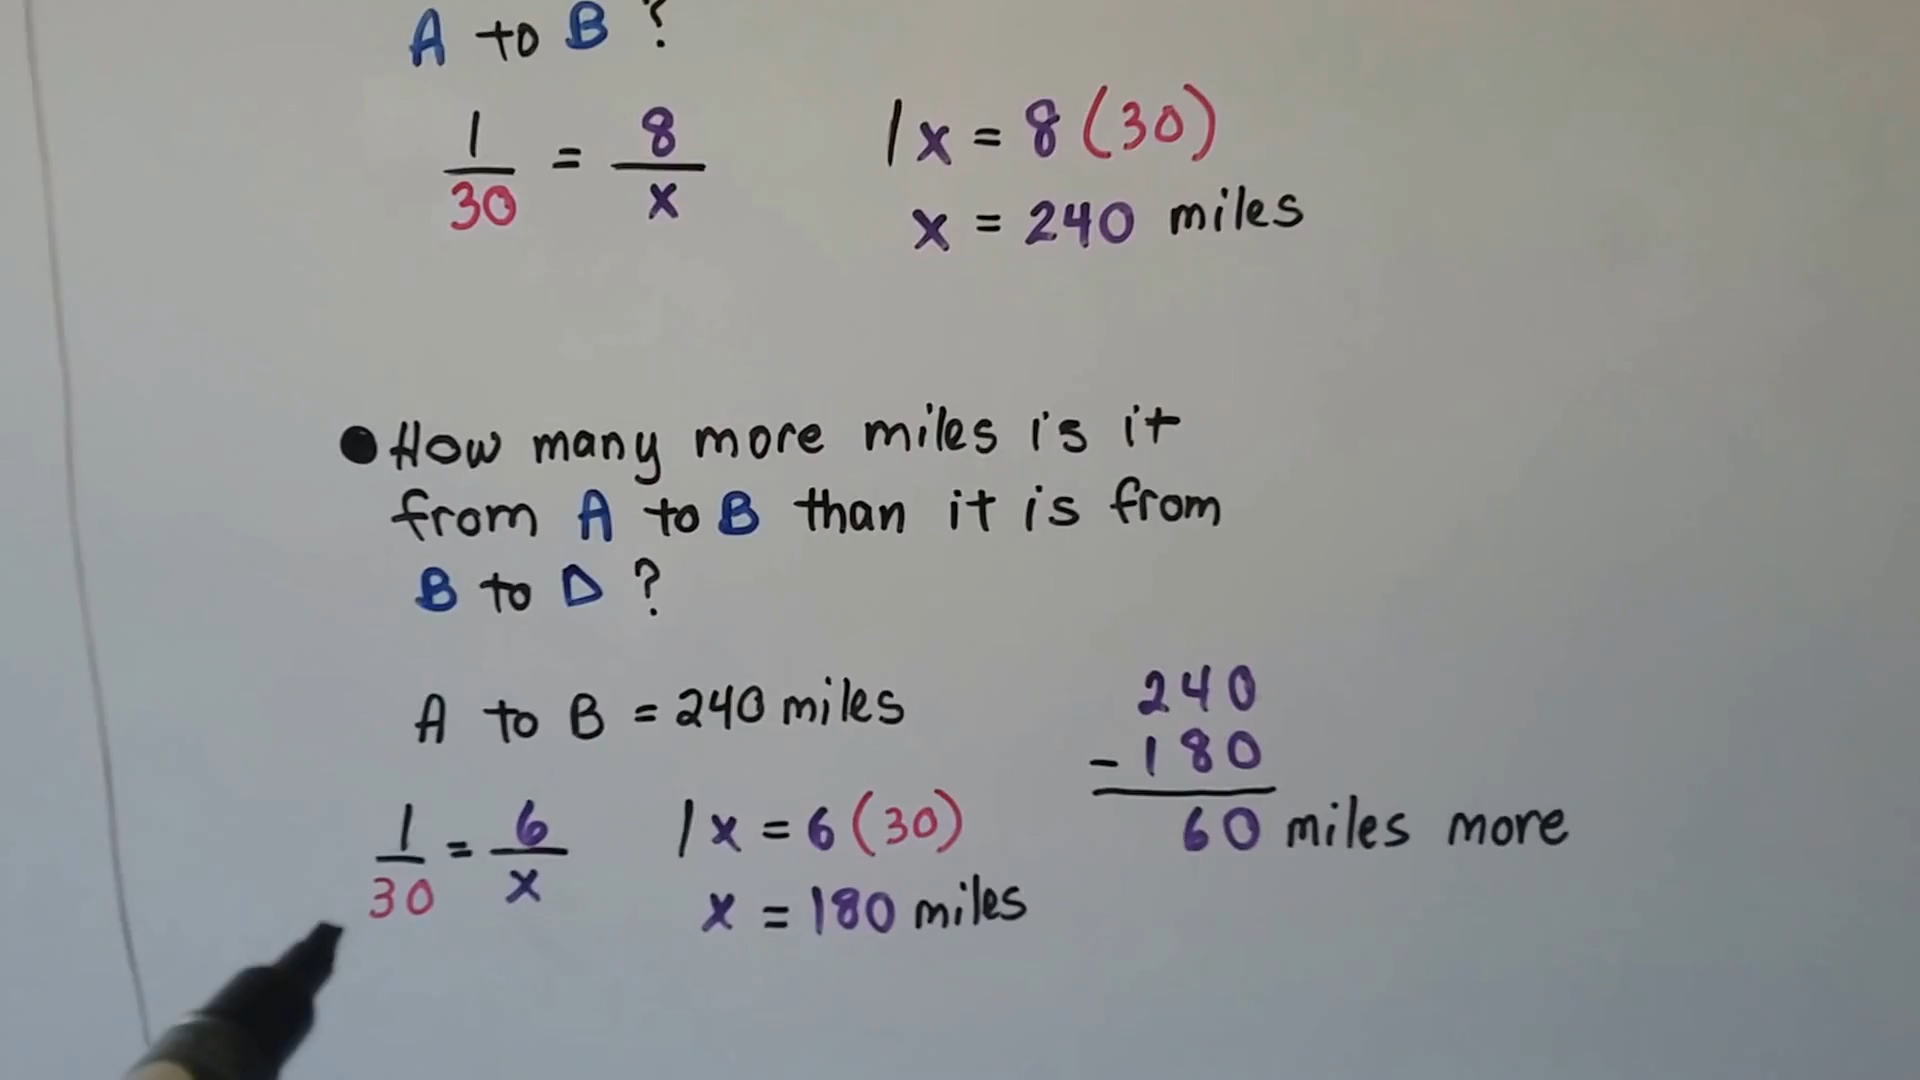 A to B ?
1/30 = 8/x
1x = 8(30)
x = 240 miles
● How many more miles is it
from A to B than it is from
B to D ?
A to B = 240 miles
1/30 = 6/x
1x = 6(30)
x = 180 miles
240
- 180
60 miles more